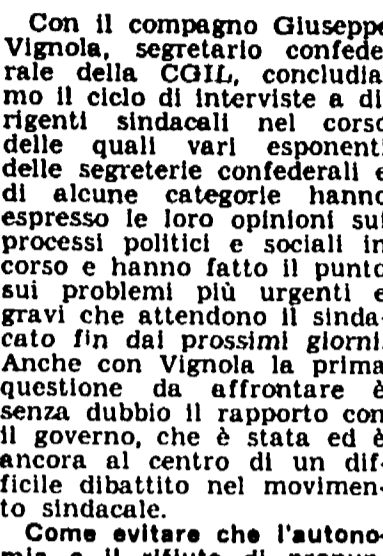 Con il compagno Giuseppe
Vignola, segretario confede-
rale della CGIL, concludia-
mo il ciclo di interviste a di-
rigenti sindacali nel corso
delle quali vari esponenti
delle segreterie confederali e
di alcune categorie hanno
espresso le loro opinioni sui
processi politici e sociali in
corso e hanno fatto il punto
sui problemi più urgenti e
gravi che attendono il sinda-
cato fin dai prossimi giorni.
Anche con Vignola la prima
questione da affrontare è
senza dubbio il rapporto con
il governo, che è stata ed è
ancora al centro di un dif-
ficile dibattito nel movimen-
to sindacale.
Come evitare che l'autono-